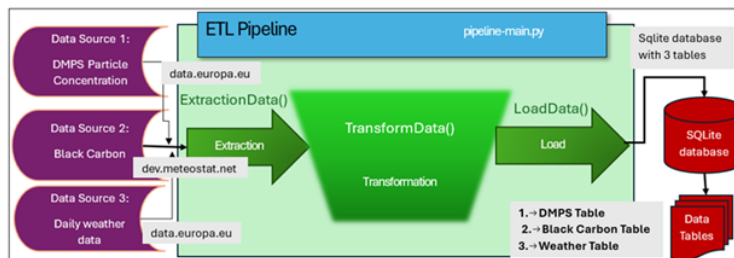 Data Source 1:
DMPS Particle
Concentration
data.europa.eu
Data Source 2:
Black Carbon
dev.meteostat.net
Data Source 3:
Daily weather
data
data.europa.eu
ETL Pipeline
pipeline-main.py
ExtractionData()
Extraction
TransformData()
Transformation
LoadData()
Load
1.→DMPS Table
2.→Black Carbon Table
3.→Weather Table
Sqlite database
with 3 tables
SQLite
database
Data
Tables